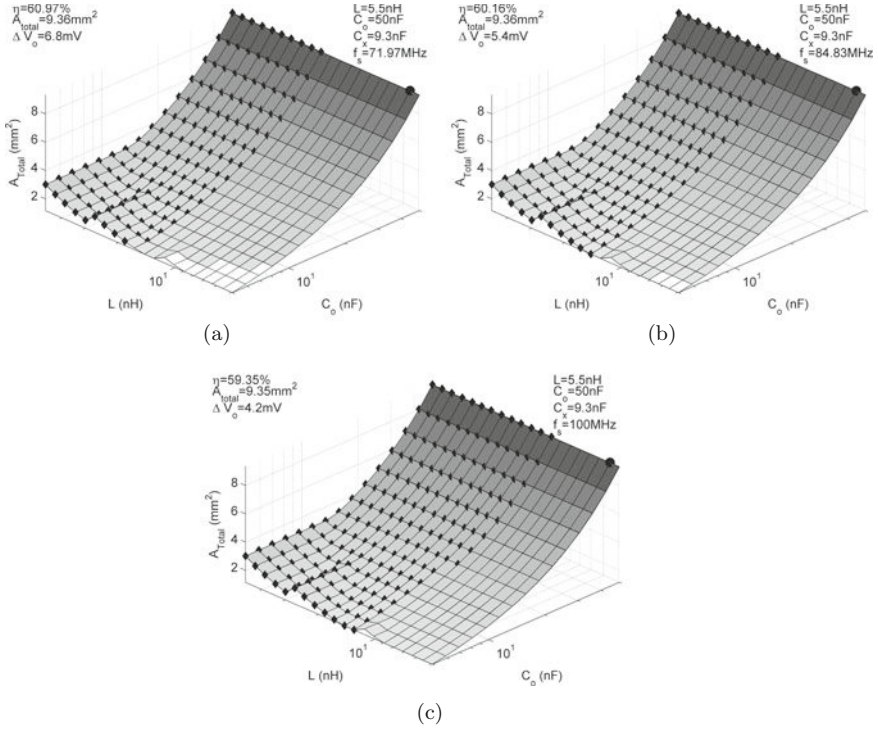 η=60.97%
A_total=9.36mm²
Δ V_o=6.8mV
L=5.5nH
C_o=50nF
C_x=9.3nF
f_s=71.97MHz
A_Total (mm²)
8
6
4
2
10¹
10¹
L (nH)
C_o (nF)
(a)
η=60.16%
A_total=9.36mm²
Δ V_o=5.4mV
L=5.5nH
C_o=50nF
C_x=9.3nF
f_s=84.83MHz
A_Total (mm²)
8
6
4
2
10¹
10¹
L (nH)
C_o (nF)
(b)
η=59.35%
A_total=9.35mm²
Δ V_o=4.2mV
L=5.5nH
C_o=50nF
C_x=9.3nF
f_s=100MHz
A_Total (mm²)
8
6
4
2
10¹
10¹
L (nH)
C_o (nF)
(c)